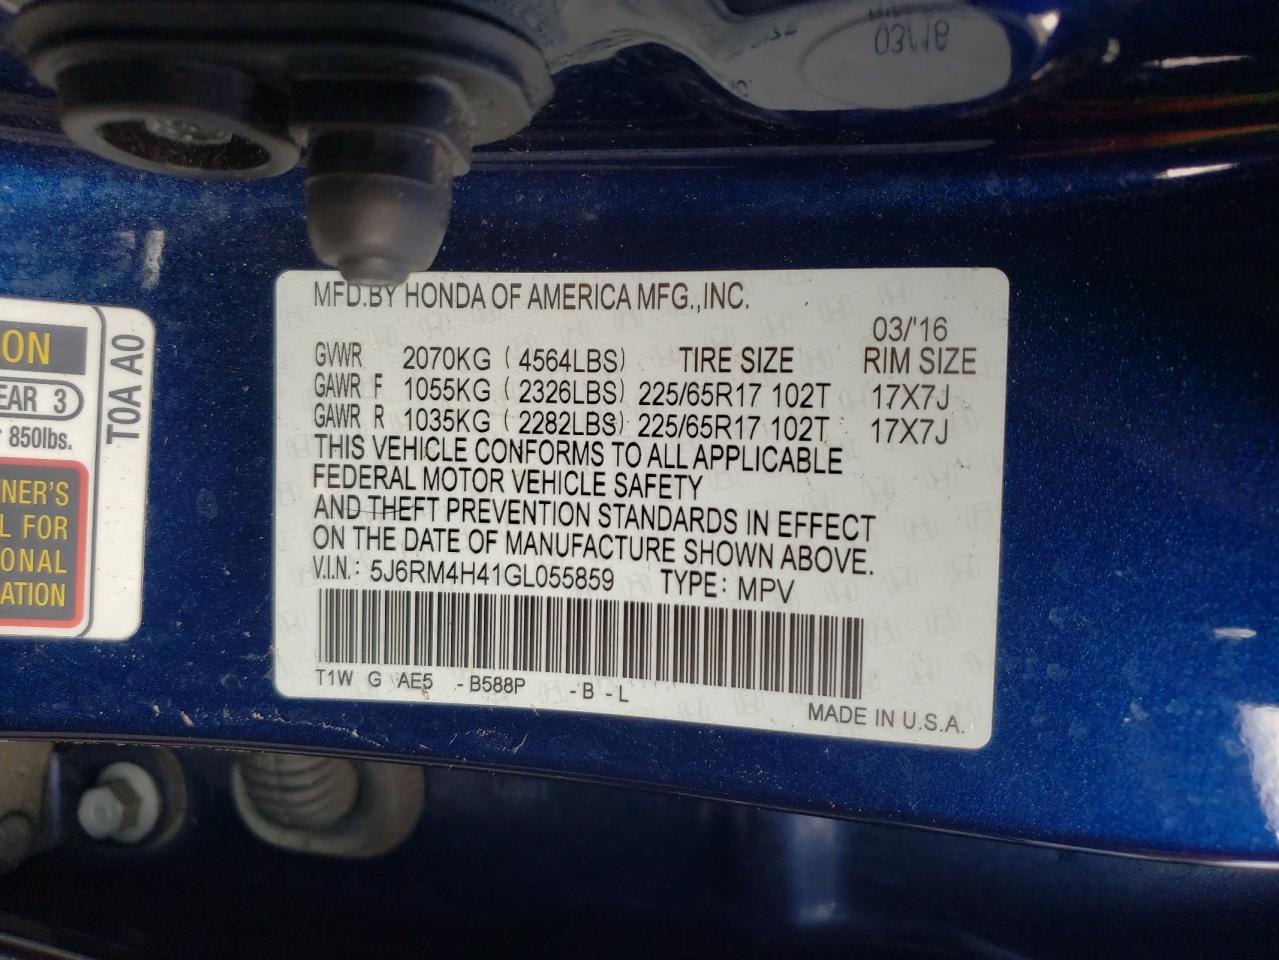 03/'16
MFD.BY HONDA OF AMERICA MFG.,INC.
03/'16
GVWR 2070KG (4564LBS) TIRE SIZE RIM SIZE
GAWR F 1055KG (2326LBS) 225/65R17 102T 17X7J
GAWR R 1035KG (2282LBS) 225/65R17 102T 17X7J
THIS VEHICLE CONFORMS TO ALL APPLICABLE
FEDERAL MOTOR VEHICLE SAFETY
AND THEFT PREVENTION STANDARDS IN EFFECT
ON THE DATE OF MANUFACTURE SHOWN ABOVE.
V.I.N.: 5J6RM4H41GL055859 TYPE: MPV
T1W G AE5 -B588P -B -L
MADE IN U.S.A.
ON
EAR 3
850lbs.
NER'S
L FOR
ONAL
ATION
T0A A0